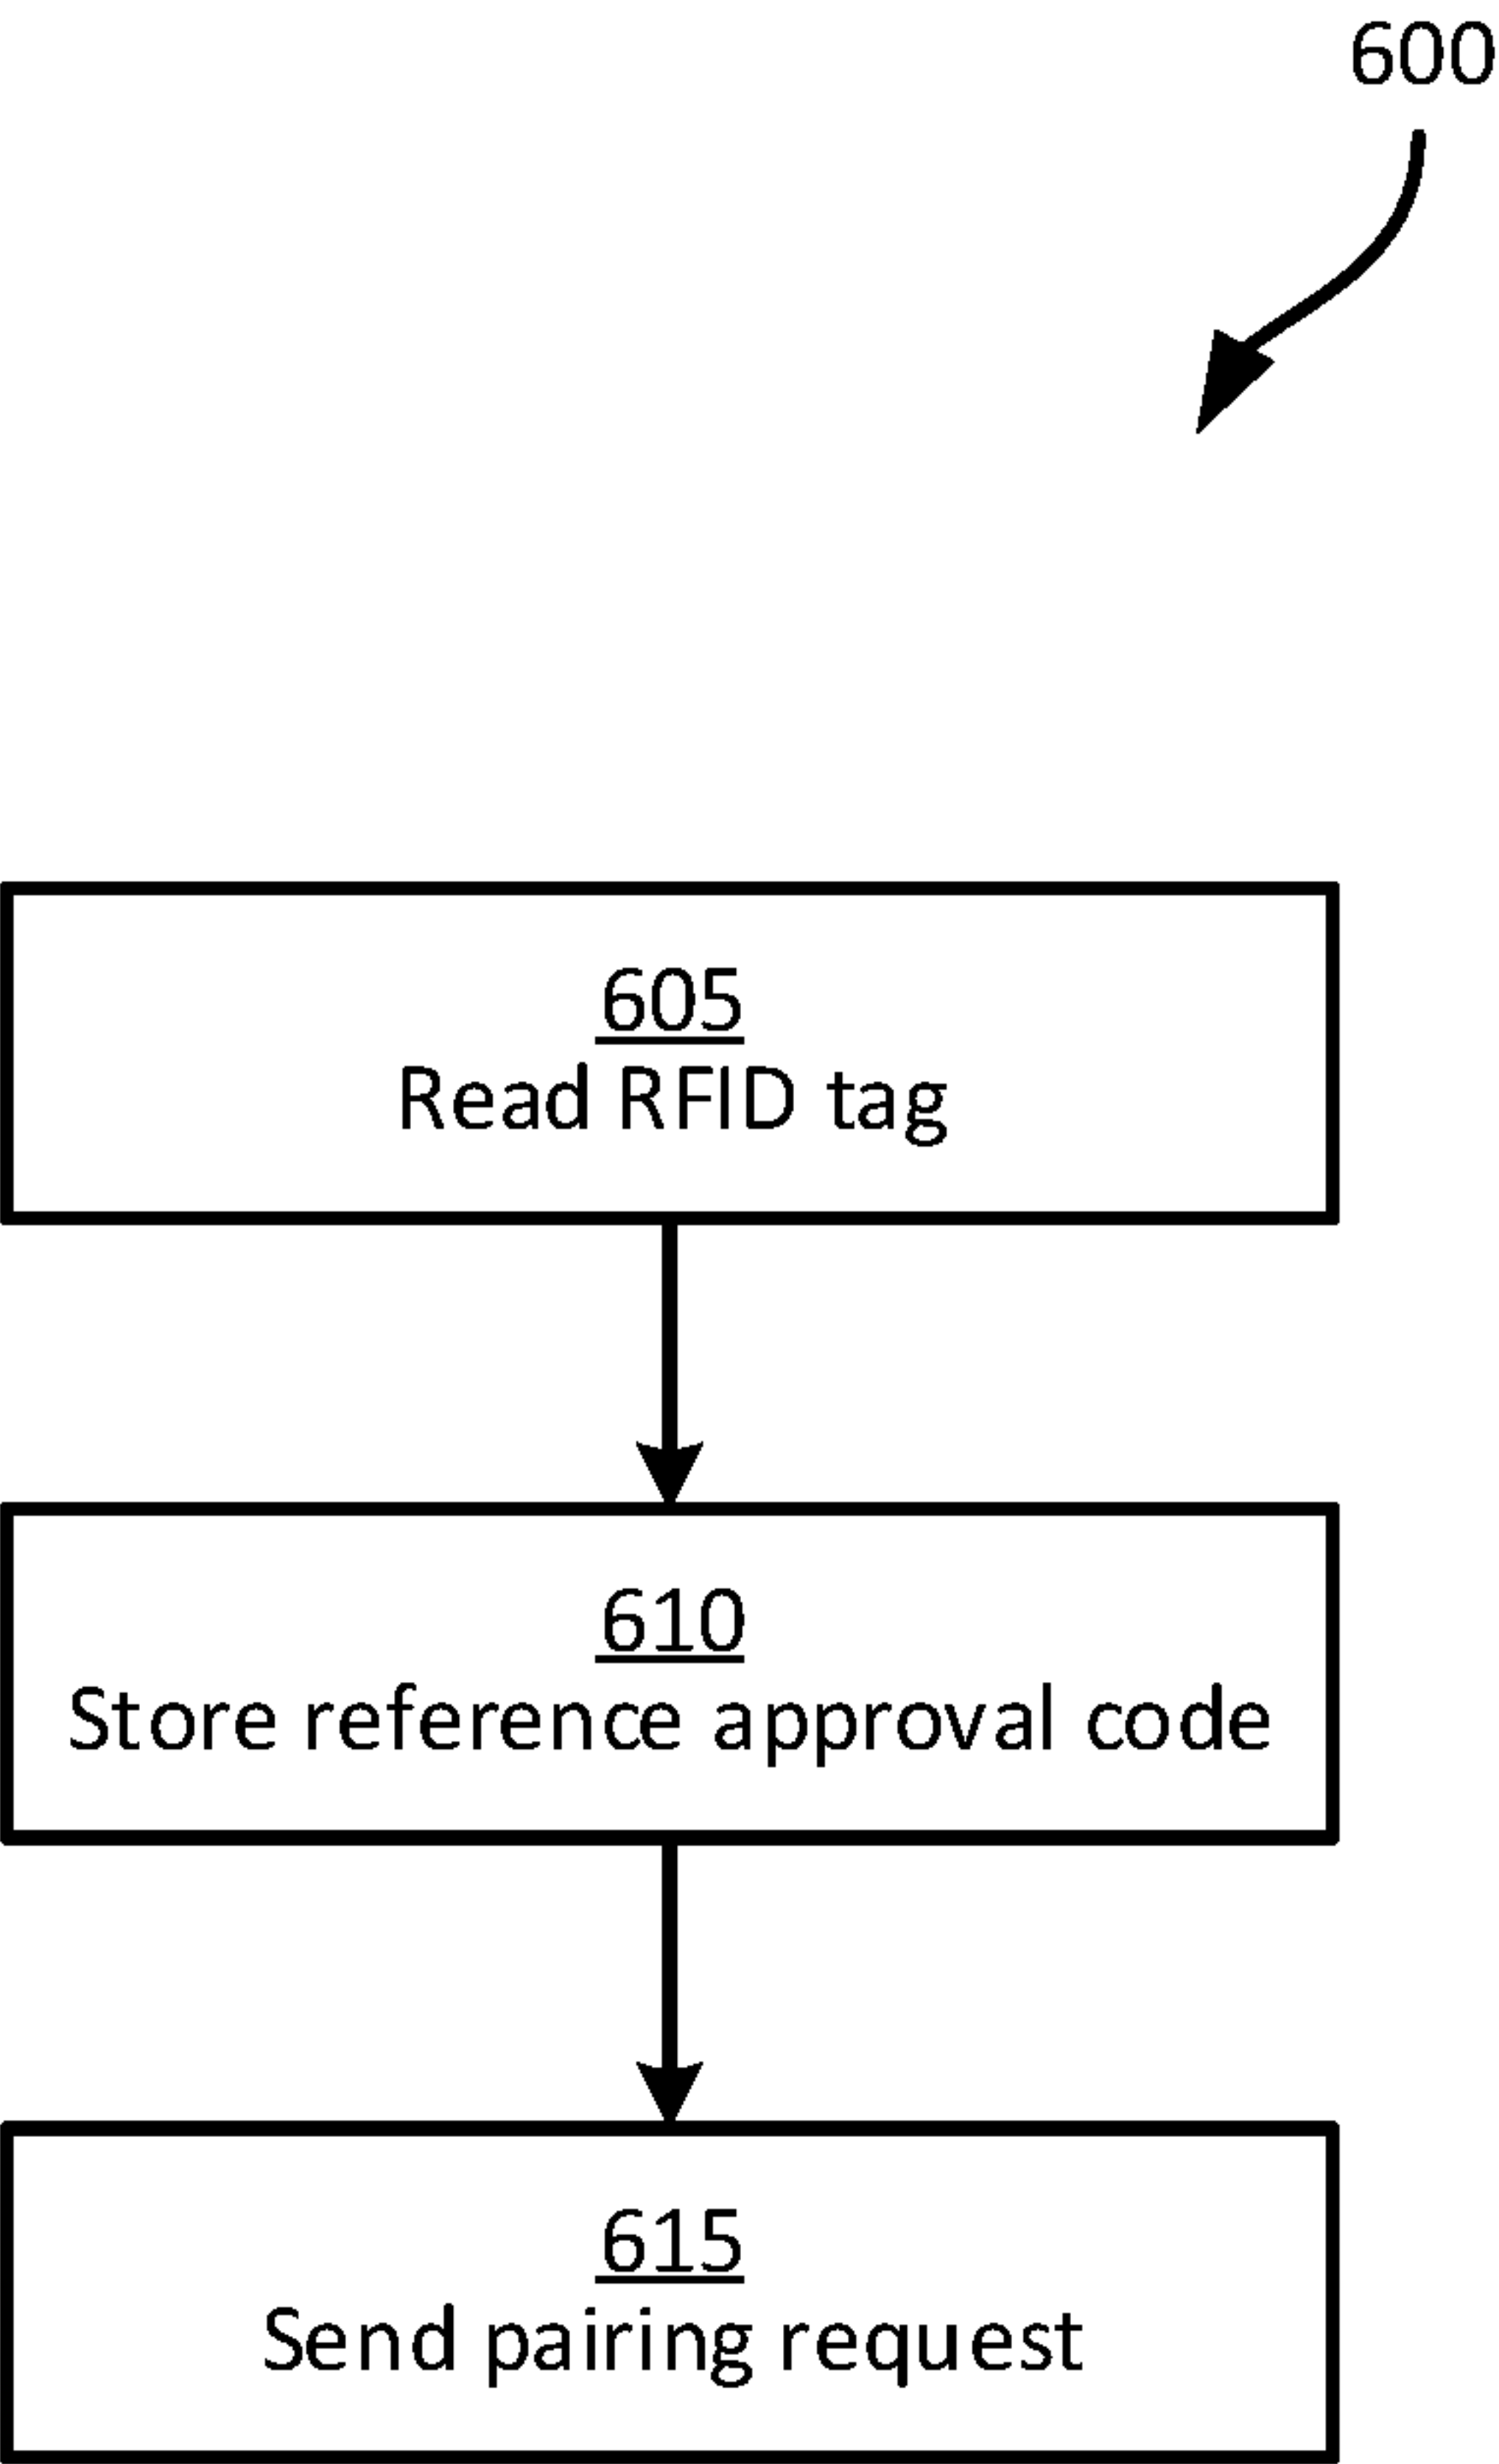 600
605
Read RFID tag
610
Store reference approval code
615
Send pairing request